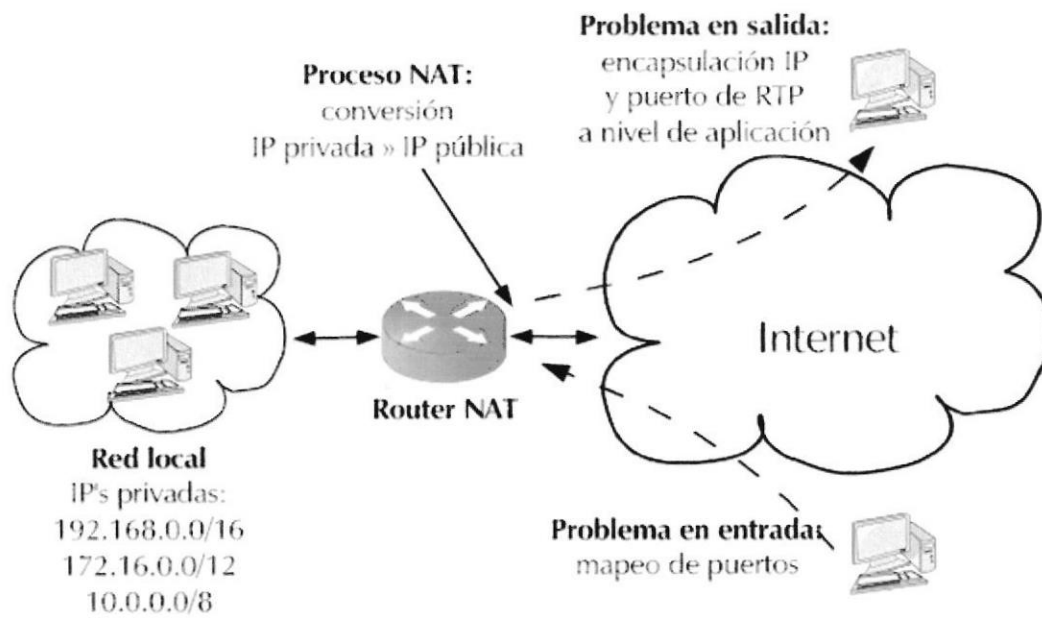 Problema en salida:
encapsulación IP
y puerto de RTP
a nivel de aplicación
Proceso NAT:
conversión
IP privada » IP pública
Internet
Router NAT
Red local
IP's privadas:
192.168.0.0/16
172.16.0.0/12
10.0.0.0/8
Problema en entrada:
mapeo de puertos